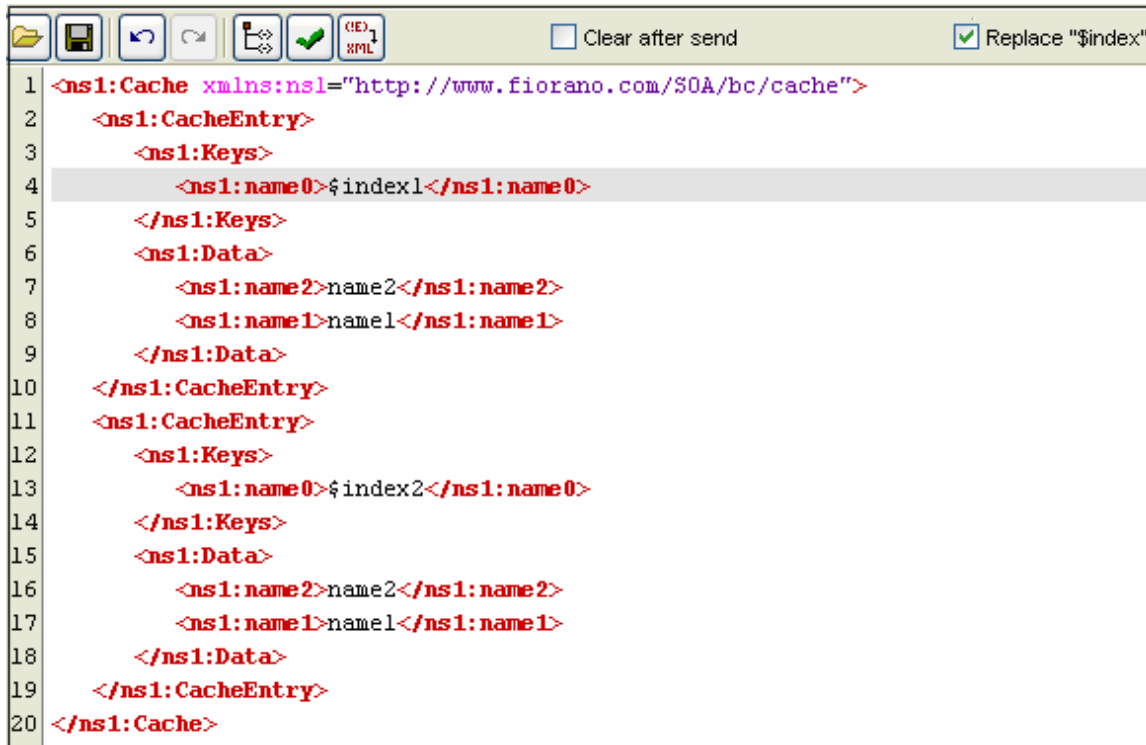 (!E)
XML
Clear after send
Replace "$index"
1 <ns1:Cache xmlns:ns1="http://www.fiorano.com/SOA/bc/cache">
2 <ns1:CacheEntry>
3 <ns1:Keys>
4 <ns1:name0>$index1</ns1:name0>
5 </ns1:Keys>
6 <ns1:Data>
7 <ns1:name2>name2</ns1:name2>
8 <ns1:name1>name1</ns1:name1>
9 </ns1:Data>
10 </ns1:CacheEntry>
11 <ns1:CacheEntry>
12 <ns1:Keys>
13 <ns1:name0>$index2</ns1:name0>
14 </ns1:Keys>
15 <ns1:Data>
16 <ns1:name2>name2</ns1:name2>
17 <ns1:name1>name1</ns1:name1>
18 </ns1:Data>
19 </ns1:CacheEntry>
20 </ns1:Cache>